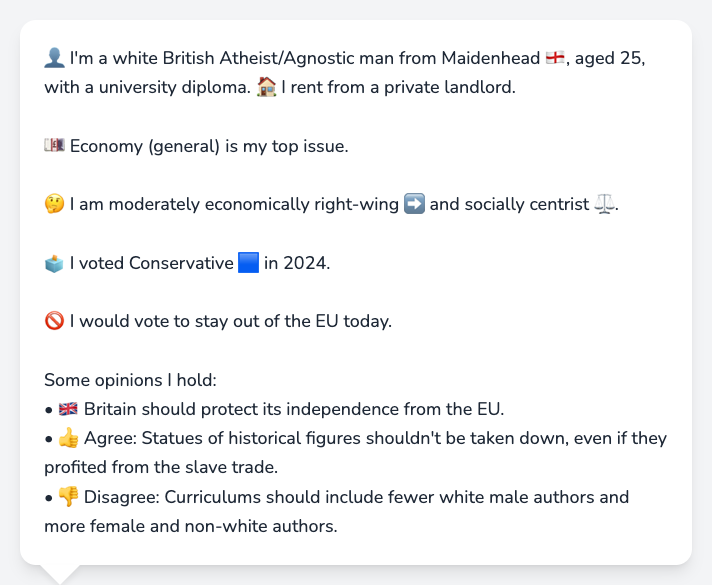 👤 I'm a white British Atheist/Agnostic man from Maidenhead 🏴󠁧󠁢󠁥󠁮󠁧󠁿, aged 25,
with a university diploma. 🏠 I rent from a private landlord.
💷 Economy (general) is my top issue.
🤔 I am moderately economically right-wing ➡️ and socially centrist ⚖️.
🗳️ I voted Conservative 🟦 in 2024.
🚫 I would vote to stay out of the EU today.
Some opinions I hold:
• 🇬🇧 Britain should protect its independence from the EU.
• 👍 Agree: Statues of historical figures shouldn't be taken down, even if they
profited from the slave trade.
• 👎 Disagree: Curriculums should include fewer white male authors and
more female and non-white authors.